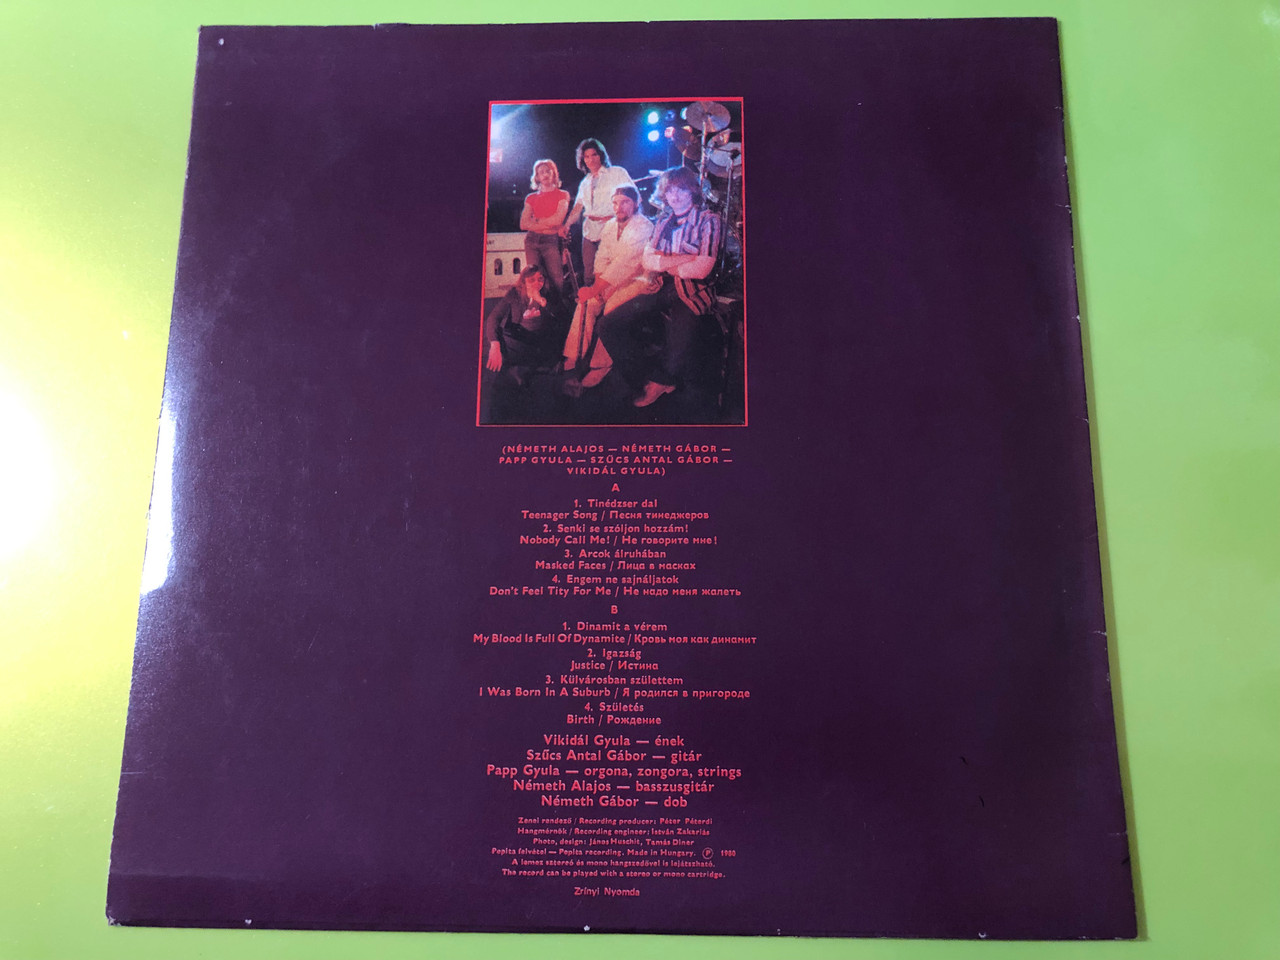 (NÉMETH ALAJOS — NÉMETH GÁBOR —
PAPP GYULA — SZŰCS ANTAL GÁBOR —
VIKIDÁL GYULA)
A
1. Tinédzser dal
Teenager Song / Песня тинеджеров
2. Senki se szóljon hozzám!
Nobody Call Me! / Не говорите мне!
3. Arcok álruhában
Masked Faces / Лица в масках
4. Engem ne sajnáljatok
Don't Feel Tity For Me / Не надо меня жалеть
B
1. Dinamit a vérem
My Blood Is Full Of Dynamite / Кровь моя как динамит
2. Igazság
Justice / Истина
3. Külvárosban születtem
I Was Born In A Suburb / Я родился в пригороде
4. Születés
Birth / Рождение
Vikidál Gyula — ének
Szűcs Antal Gábor — gitár
Papp Gyula — orgona, zongora, strings
Németh Alajos — basszusgitár
Németh Gábor — dob
Zenei rendező / Recording producer: Péter Péterdi
Hangmérnök / Recording engineer: István Zakariás
Photo, design: János Huschit, Tamás Diner
Pepita felvétel — Pepita recording. Made in Hungary. Ⓟ 1980
A lemez sztereó és mono hangszedővel is lejátszható.
The record can be played with a stereo or mono cartridge.
Zrínyi Nyomda